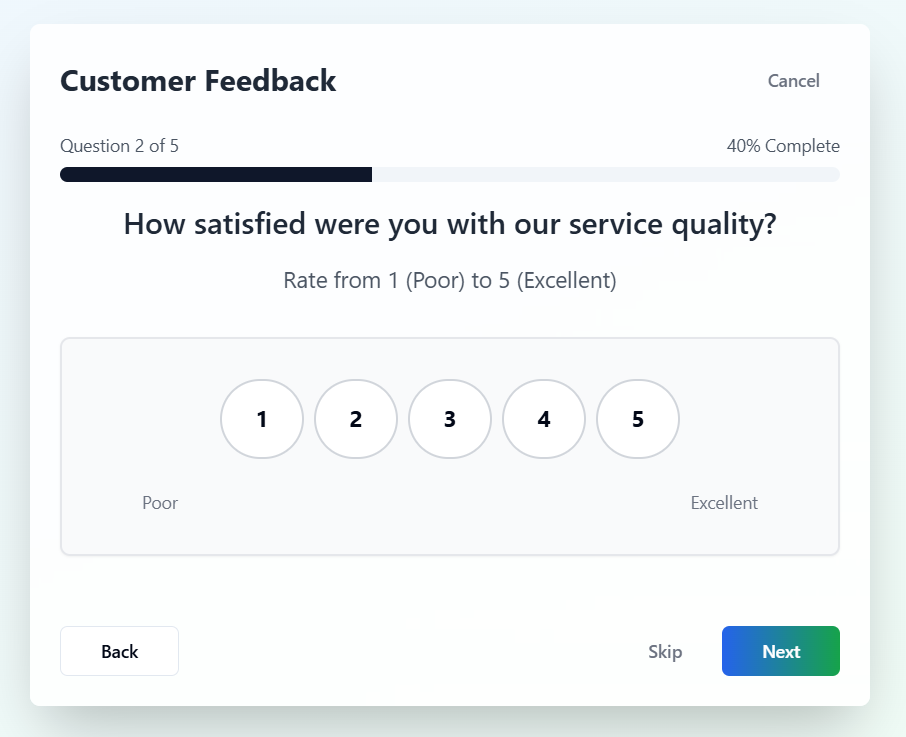 Customer Feedback
Cancel
Question 2 of 5
40% Complete
How satisfied were you with our service quality?
Rate from 1 (Poor) to 5 (Excellent)
1 2 3 4 5
Poor
Excellent
Back
Skip
Next